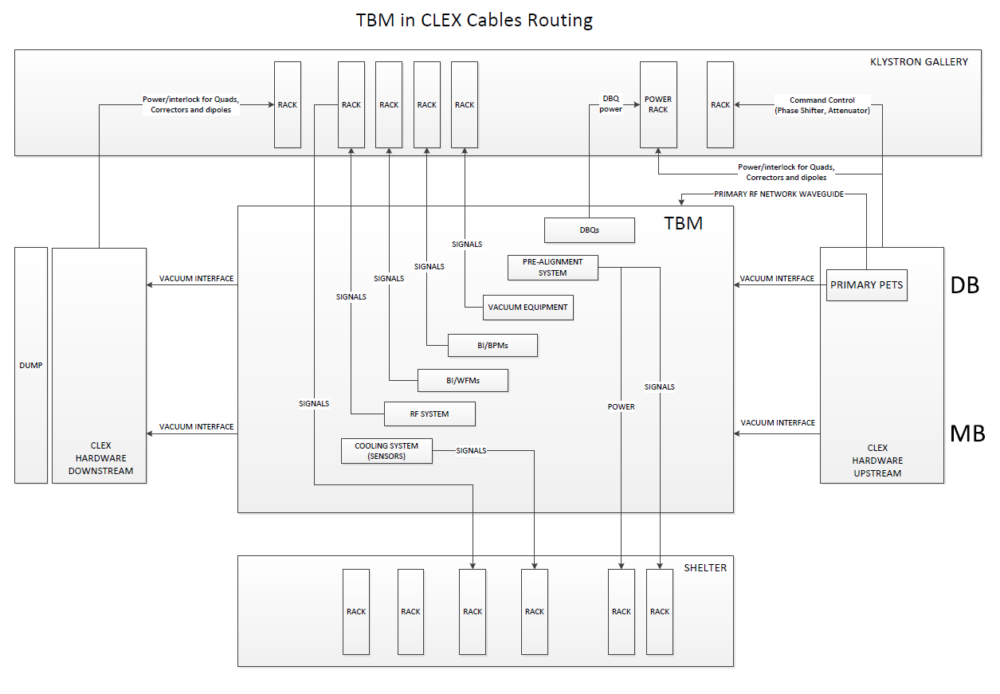 TBM in CLEX Cables Routing
KLYSTRON GALLERY
Power/interlock for Quads,
Correctors and dipoles
RACK
RACK
RACK
RACK
RACK
DBQ
power
POWER
RACK
RACK
Command Control
(Phase Shifter, Attenuator)
Power/interlock for Quads,
Correctors and dipoles
PRIMARY RF NETWORK WAVEGUIDE
TBM
DBQs
SIGNALS
PRE-ALIGNMENT
SYSTEM
SIGNALS
SIGNALS
SIGNALS
VACUUM INTERFACE
VACUUM INTERFACE
PRIMARY PETS
DB
VACUUM EQUIPMENT
BI/BPMs
DUMP
BI/WFMs
SIGNALS
SIGNALS
POWER
RF SYSTEM
VACUUM INTERFACE
VACUUM INTERFACE
MB
COOLING SYSTEM
(SENSORS)
SIGNALS
CLEX
HARDWARE
DOWNSTREAM
CLEX
HARDWARE
UPSTREAM
SHELTER
RACK
RACK
RACK
RACK
RACK
RACK